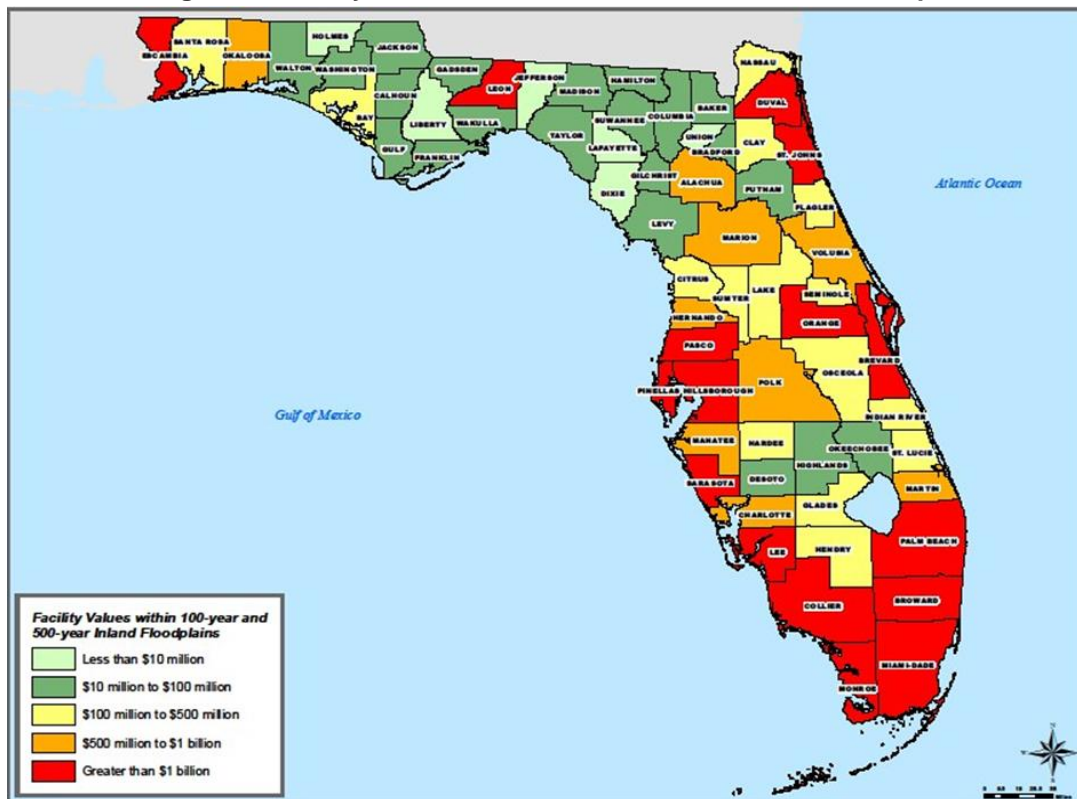 HOLMES
JACKSON
SANTA ROSA
OKALOOSA
ESCAMBIA
WALTON
WASHINGTON
GADSDEN
LEON
JEFFERSON
HAMILTON
MADISON
NASSAU
CALHOUN
BAY
LIBERTY
WAKULLA
GULF
FRANKLIN
TAYLOR
SUWANNEE
COLUMBIA
BAKER
DUVAL
UNION
BRADFORD
CLAY
LAFAYETTE
ST. JOHNS
GILCHRIST
ALACHUA
DIXIE
PUTNAM
Atlantic Ocean
FLAGLER
LEVY
MARION
VOLUSIA
CITRUS
LAKE
SUMTER
SEMINOLE
HERNANDO
ORANGE
PASCO
BREVARD
POLK
OSCEOLA
PINELLAS
HILLSBOROUGH
Gulf of Mexico
INDIAN RIVER
MANATEE
HARDEE
OKEECHOBEE
ST. LUCIE
HIGHLANDS
SARASOTA
DESOTO
MARTIN
CHARLOTTE
GLADES
LEE
HENDRY
PALM BEACH
COLLIER
BROWARD
MIAMI-DADE
MONROE
Facility Values within 100-year and
500-year Inland Floodplains
Less than $10 million
$10 million to $100 million
$100 million to $500 million
$500 million to $1 billion
Greater than $1 billion